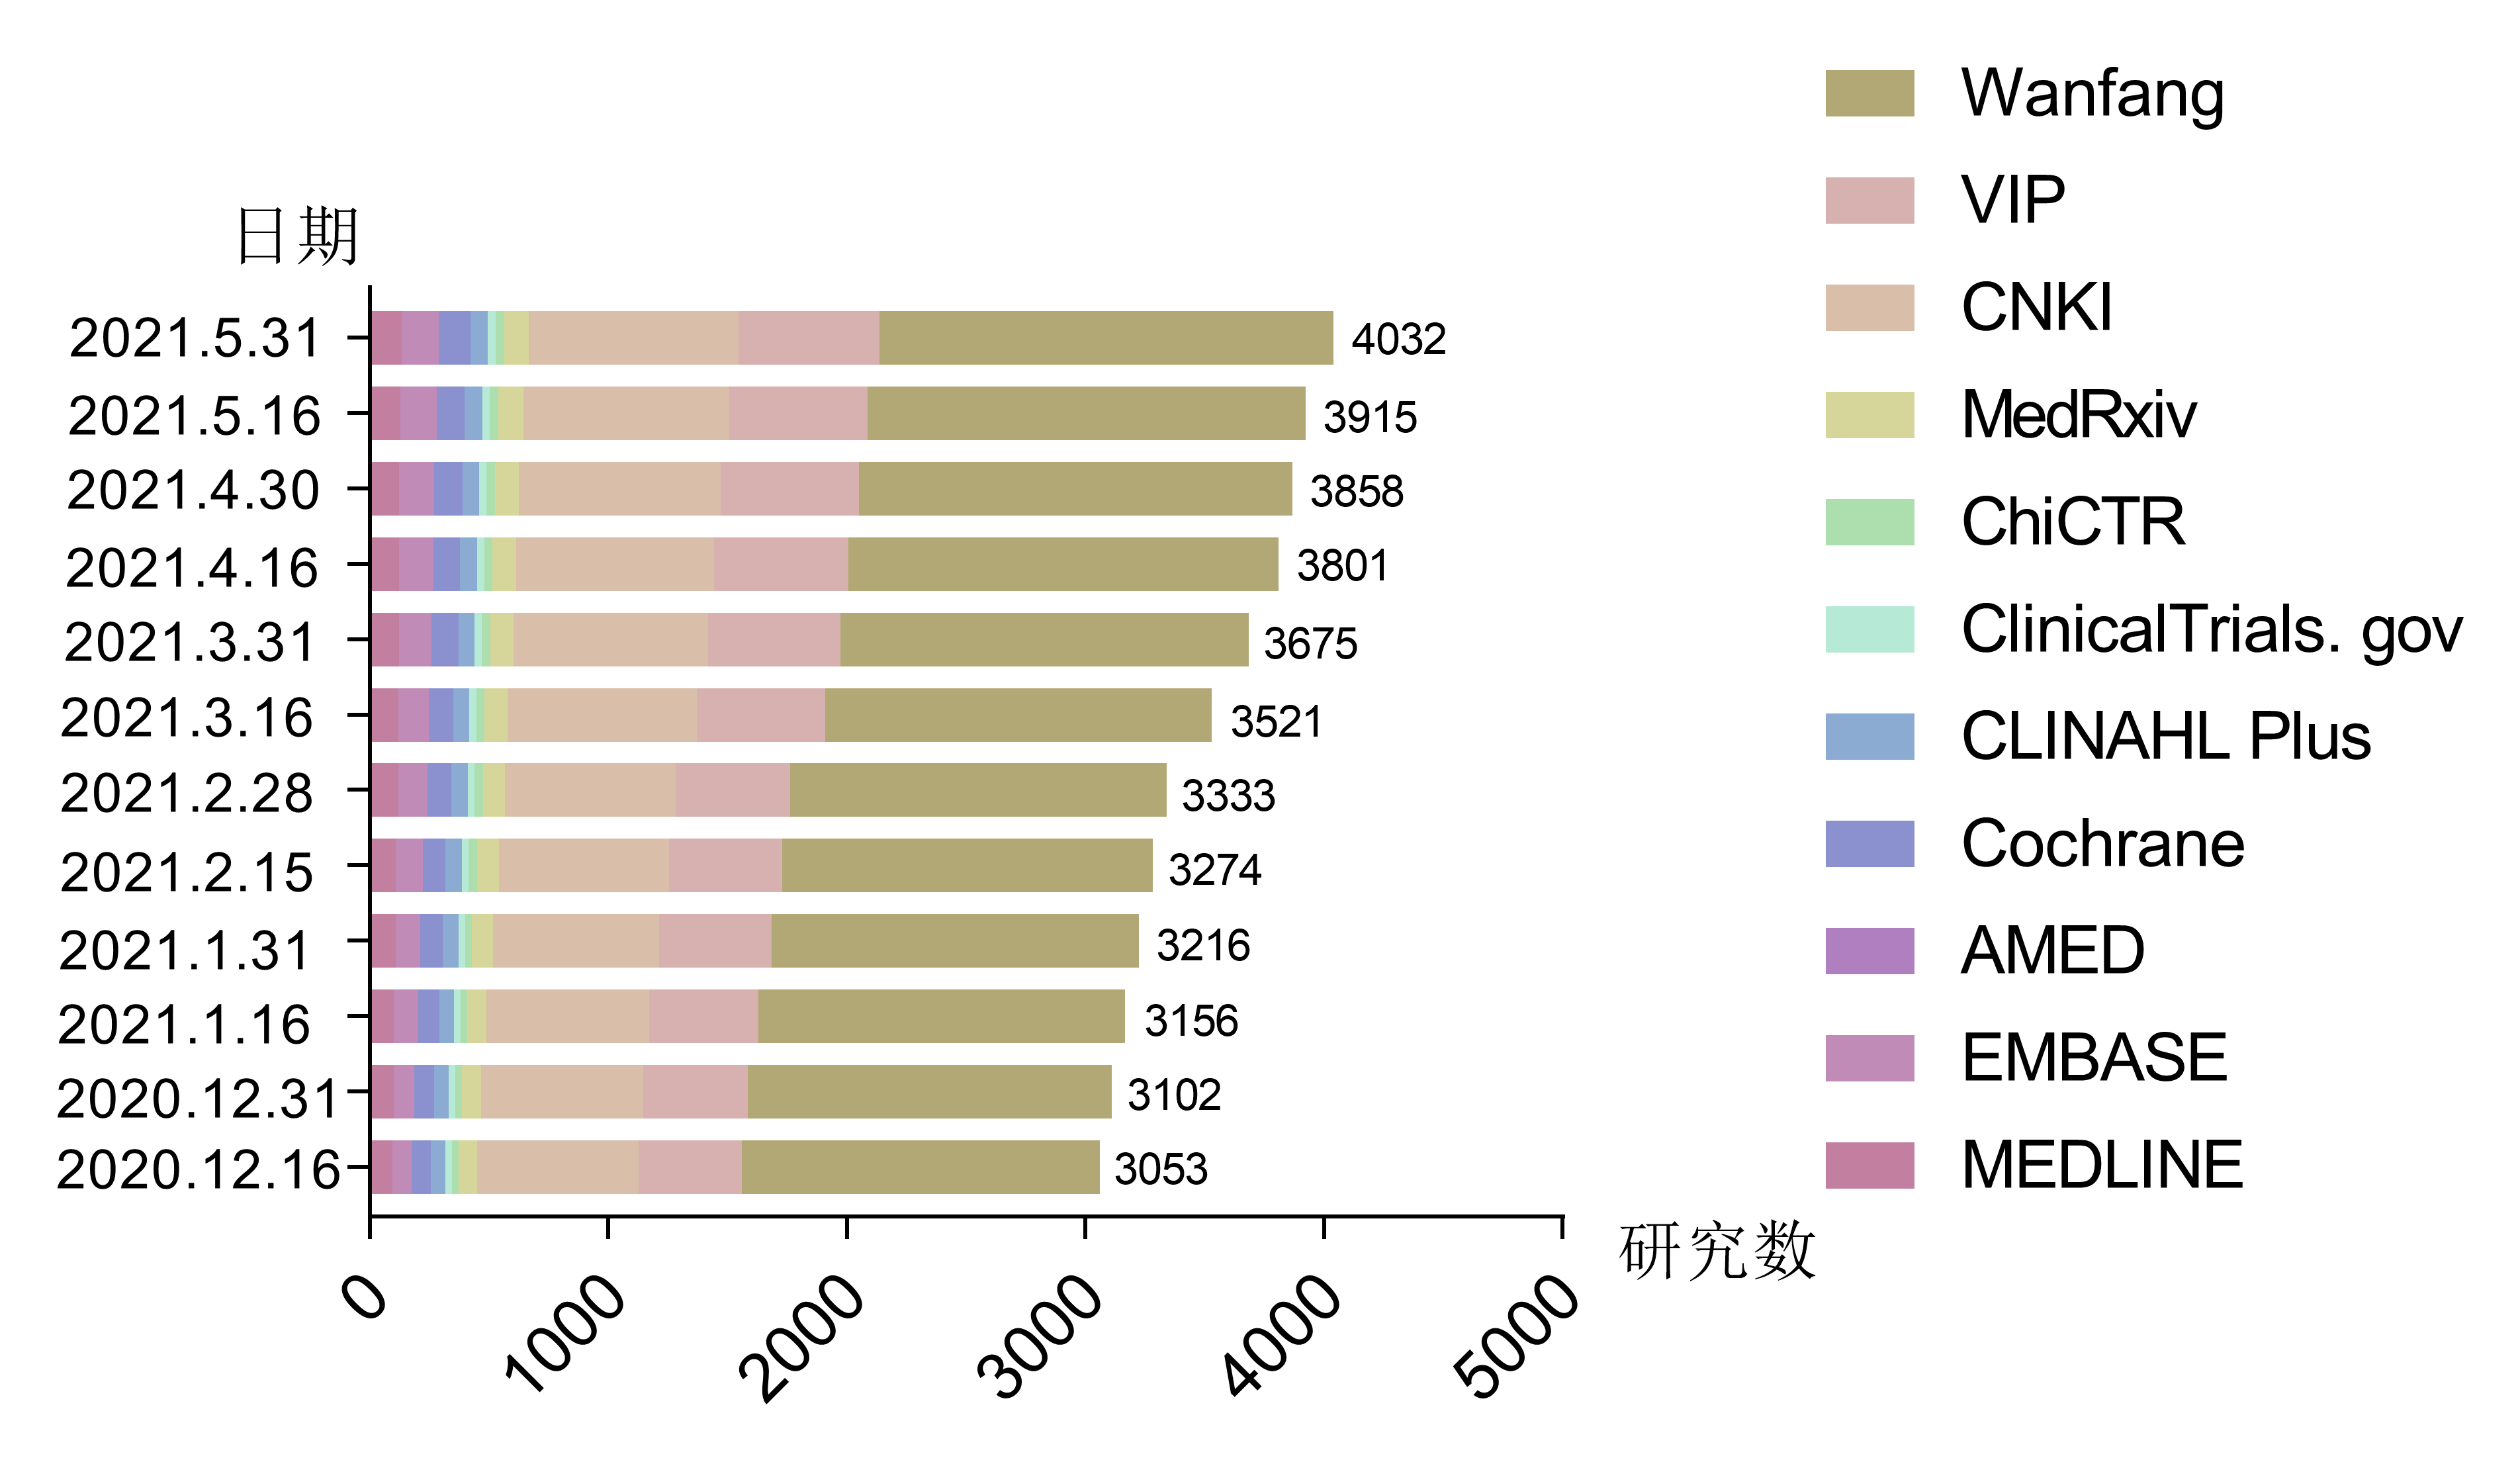 日期
2021.5.31 4032
2021.5.16 3915
2021.4.30 3858
2021.4.16 3801
2021.3.31 3675
2021.3.16 3521
2021.2.28 3333
2021.2.15 3274
2021.1.31 3216
2021.1.16 3156
2020.12.31 3102
2020.12.16 3053
0 1000 2000 3000 4000 5000
研究数
Wanfang
VIP
CNKI
MedRxiv
ChiCTR
ClinicalTrials. gov
CLINAHL Plus
Cochrane
AMED
EMBASE
MEDLINE